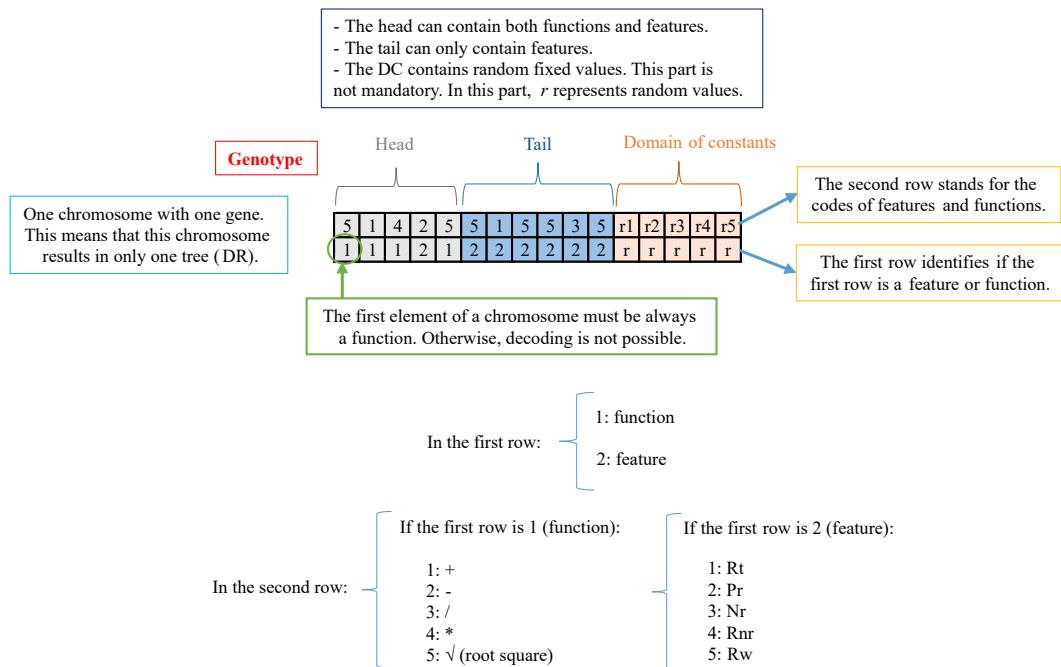 - The head can contain both functions and features.
- The tail can only contain features.
- The DC contains random fixed values. This part is
not mandatory. In this part, r represents random values.
Head
Tail
Domain of constants
Genotype
One chromosome with one gene.
This means that this chromosome
results in only one tree (DR).
5 1 4 2 5 5 1 5 5 3 5 r1 r2 r3 r4 r5
1 1 1 2 1 2 2 2 2 2 2 r r r r r
The second row stands for the
codes of features and functions.
The first row identifies if the
first row is a feature or function.
The first element of a chromosome must be always
a function. Otherwise, decoding is not possible.
In the first row:
1: function
2: feature
In the second row:
If the first row is 1 (function):
1: +
2: -
3: /
4: *
5: √ (root square)
If the first row is 2 (feature):
1: Rt
2: Pr
3: Nr
4: Rnr
5: Rw